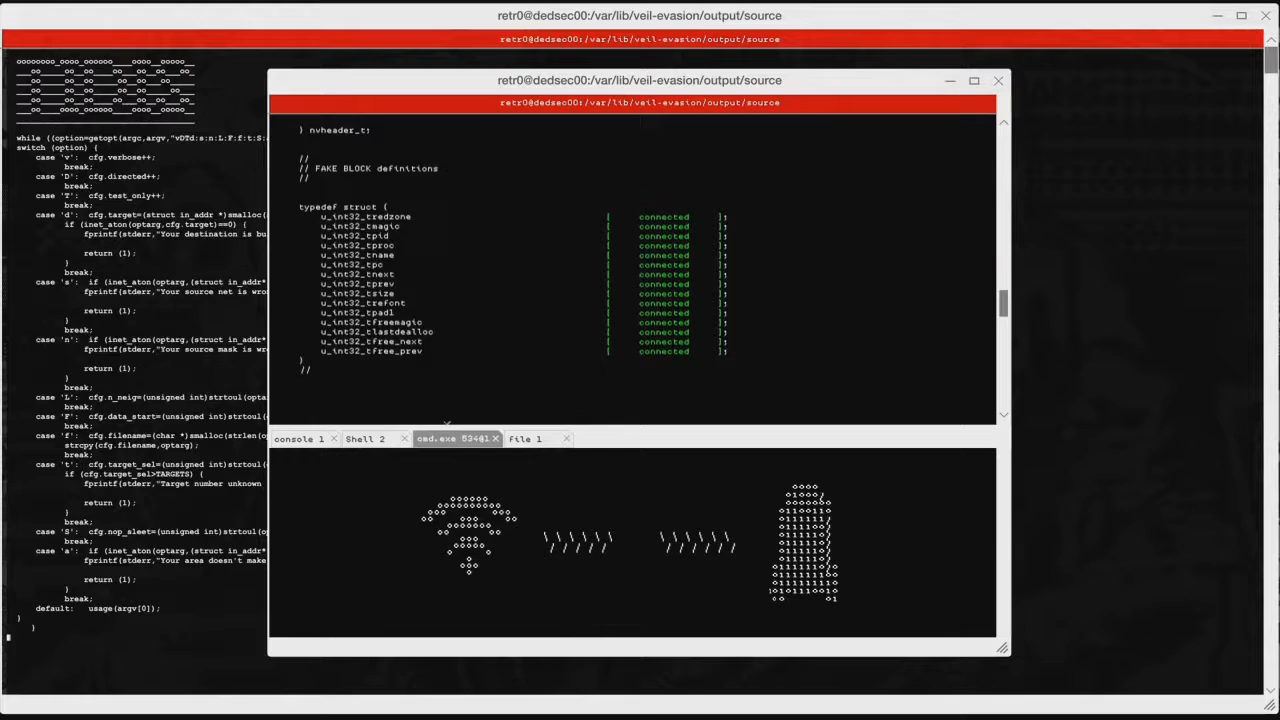 retr0@dedsec00:/var/lib/veil-evasion/output/source
retr0@dedsec00:/var/lib/veil-evasion/output/source
while ((option=getopt(argc,argv,"vDTd:s:n:L:F:f:t:S:
switch (option) {
case 'v': cfg.verbose++;
break;
case 'D': cfg.directed++;
break;
case 'T': cfg.test_only++;
break;
case 'd': cfg.target=(struct in_addr *)smalloc(
if (inet_aton(optarg,cfg.target)==0) {
fprintf(stderr,"Your destination is bu
return (1);
}
break;
case 's': if (inet_aton(optarg,(struct in_addr*
fprintf(stderr,"Your source net is wro
return (1);
}
break;
case 'n': if (inet_aton(optarg,(struct in_addr*
fprintf(stderr,"Your source mask is wr
return (1);
}
break;
case 'L': cfg.n_neig=(unsigned int)strtoul(opta
break;
case 'F': cfg.data_start=(unsigned int)strtoul(
break;
case 'f': cfg.filename=(char *)smalloc(strlen(o
strcpy(cfg.filename,optarg);
break;
case 't': cfg.target_sel=(unsigned int)strtoul(
if (cfg.target_sel>TARGETS) {
fprintf(stderr,"Target number unknown
return (1);
}
break;
case 'S': cfg.nop_sleet=(unsigned int)strtoul(o
break;
case 'a': if (inet_aton(optarg,(struct in_addr*
fprintf(stderr,"Your area doesn't make
return (1);
}
break;
default: usage(argv[0]);
}
}
retr0@dedsec00:/var/lib/veil-evasion/output/source
retr0@dedsec00:/var/lib/veil-evasion/output/source
) nvheader_t;
//
// FAKE BLOCK definitions
//
typedef struct (
u_int32_tredzone [ connected ];
u_int32_tmagic [ connected ];
u_int32_tpid [ connected ];
u_int32_tproc [ connected ];
u_int32_tname [ connected ];
u_int32_tpc [ connected ];
u_int32_tnext [ connected ];
u_int32_tprev [ connected ];
u_int32_tsize [ connected ];
u_int32_trefcnt [ connected ];
u_int32_tpadl [ connected ];
u_int32_tfreemagic [ connected ];
u_int32_tlastdealloc [ connected ];
u_int32_tfree_next [ connected ];
u_int32_tfree_prev [ connected ];
)
//
console 1
Shell 2
cmd.exe 534@1
File 1